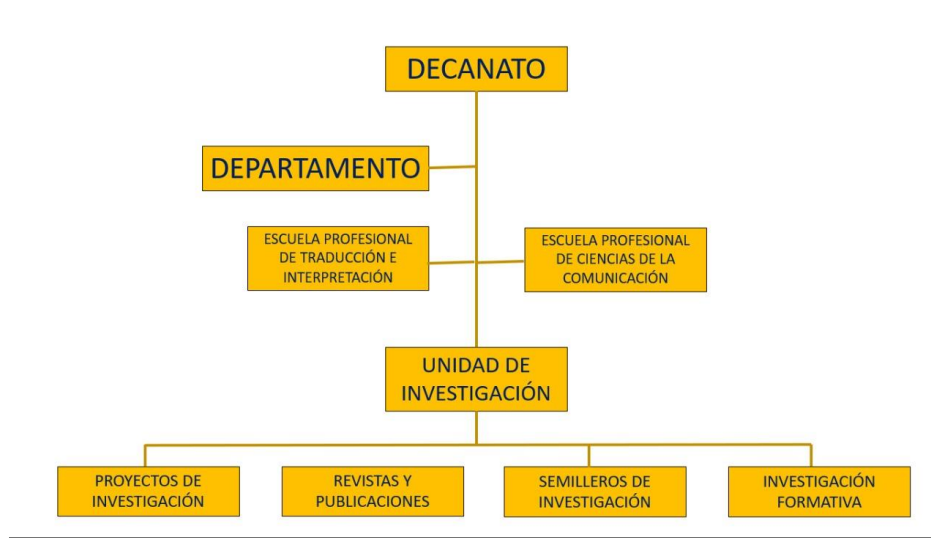 DECANATO
DEPARTAMENTO
ESCUELA PROFESIONAL
DE TRADUCCIÓN E
INTERPRETACIÓN
ESCUELA PROFESIONAL
DE CIENCIAS DE LA
COMUNICACIÓN
UNIDAD DE
INVESTIGACIÓN
PROYECTOS DE
INVESTIGACIÓN
REVISTAS Y
PUBLICACIONES
SEMILLEROS DE
INVESTIGACIÓN
INVESTIGACIÓN
FORMATIVA